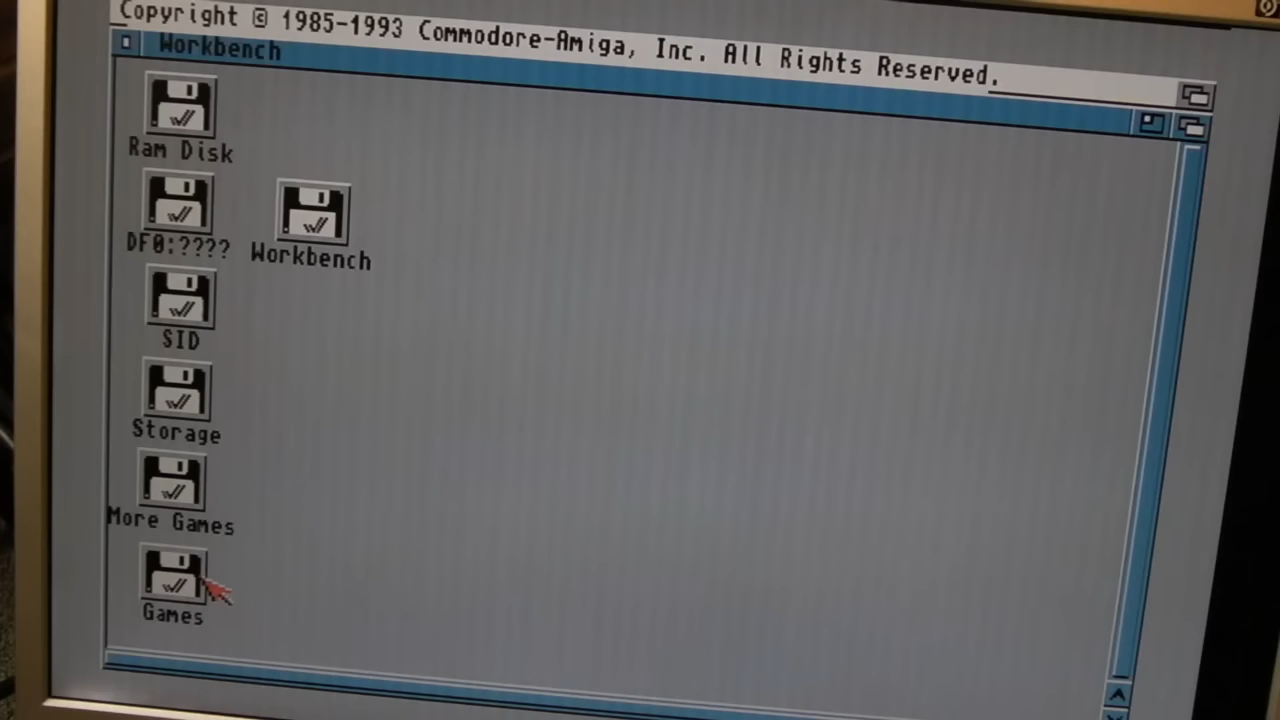 Copyright © 1985-1993 Commodore-Amiga, Inc. All Rights Reserved.
Workbench
Ram Disk
DF0:????
Workbench
SID
Storage
More Games
Games